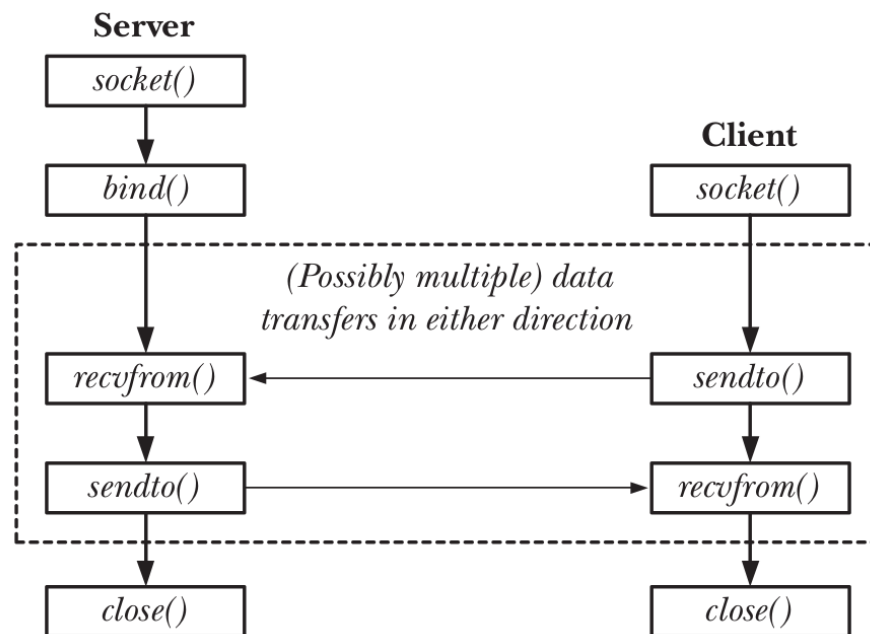 Server
socket()
Client
bind()
socket()
(Possibly multiple) data
transfers in either direction
recvfrom()
sendto()
sendto()
recvfrom()
close()
close()